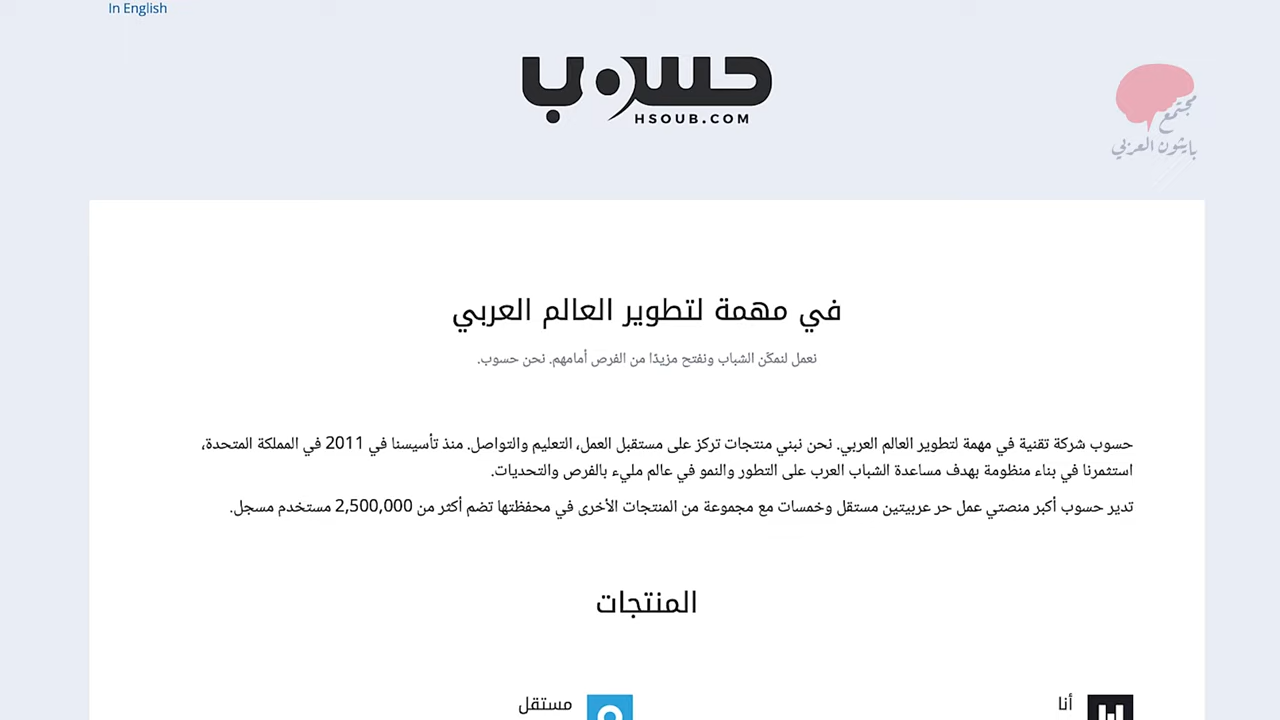 In English
حسوب
HSOUB.COM
مجتمع
بايثون العربي
في مهمة لتطوير العالم العربي
نعمل لنمكّن الشباب ونفتح مزيدًا من الفرص أمامهم. نحن حسوب.
حسوب شركة تقنية في مهمة لتطوير العالم العربي. نحن نبني منتجات تركز على مستقبل العمل، التعليم والتواصل. منذ تأسيسنا في 2011 في المملكة المتحدة،
استثمرنا في بناء منظومة بهدف مساعدة الشباب العرب على التطور والنمو في عالم مليء بالفرص والتحديات.
تدير حسوب أكبر منصتي عمل حر عربيتين مستقل وخمسات مع مجموعة من المنتجات الأخرى في محفظتها تضم أكثر من 2,500,000 مستخدم مسجل.
المنتجات
أنا
مستقل